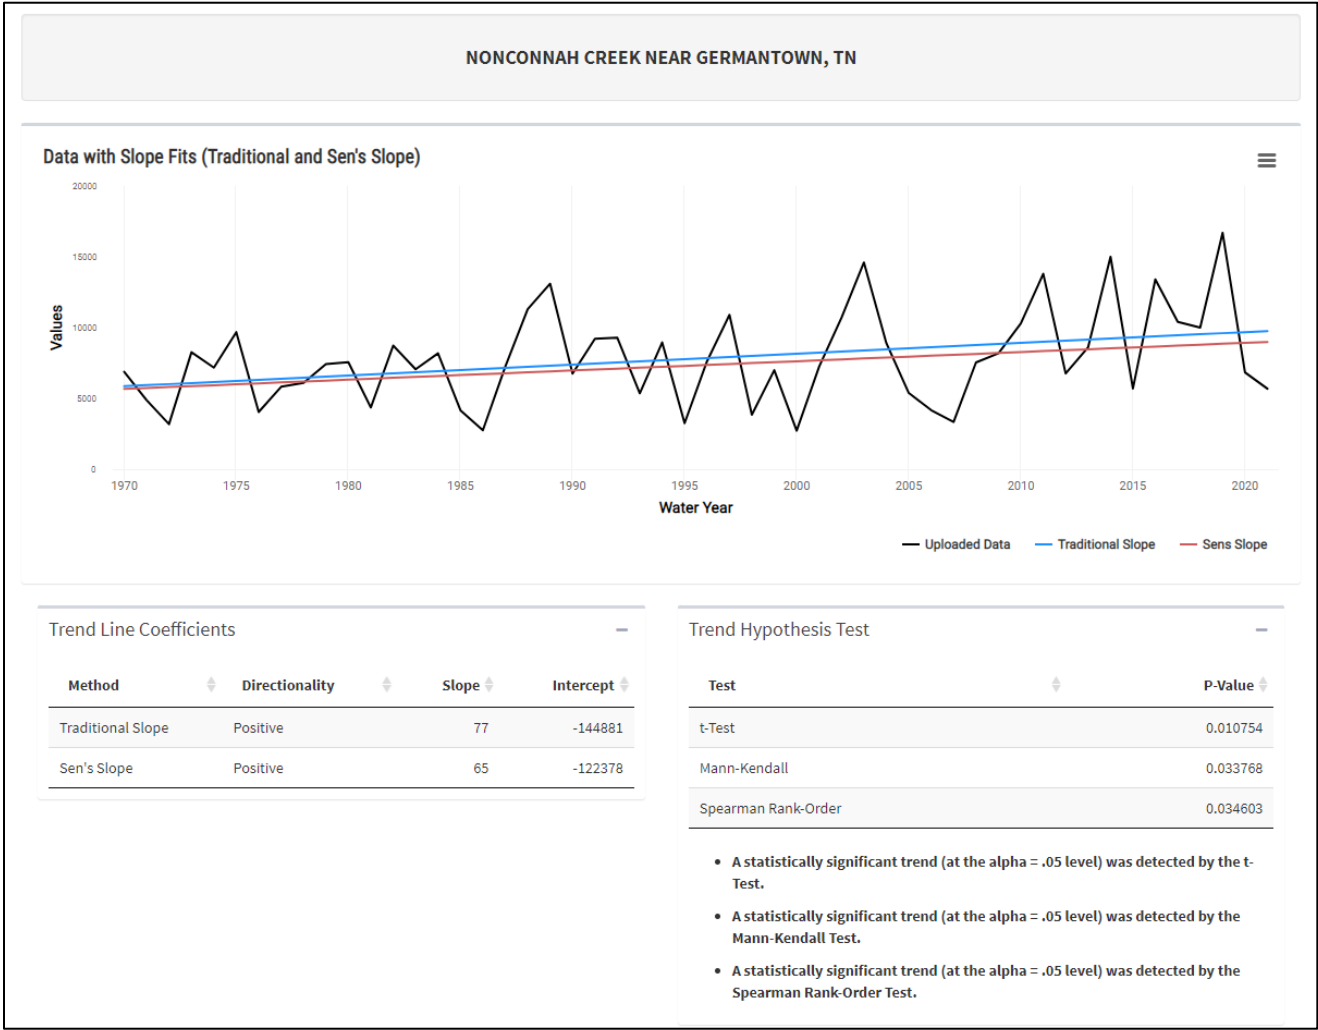 NONCONNAH CREEK NEAR GERMANTOWN, TN
Data with Slope Fits (Traditional and Sen's Slope)
20000
15000
10000
5000
0
Values
1970 1975 1980 1985 1990 1995 2000 2005 2010 2015 2020
Water Year
Uploaded Data Traditional Slope Sens Slope
Trend Line Coefficients
Method Directionality Slope Intercept
Traditional Slope Positive 77 -144881
Sen's Slope Positive 65 -122378
Trend Hypothesis Test
Test P-Value
t-Test 0.010754
Mann-Kendall 0.033768
Spearman Rank-Order 0.034603
• A statistically significant trend (at the alpha = .05 level) was detected by the t-
Test.
• A statistically significant trend (at the alpha = .05 level) was detected by the
Mann-Kendall Test.
• A statistically significant trend (at the alpha = .05 level) was detected by the
Spearman Rank-Order Test.